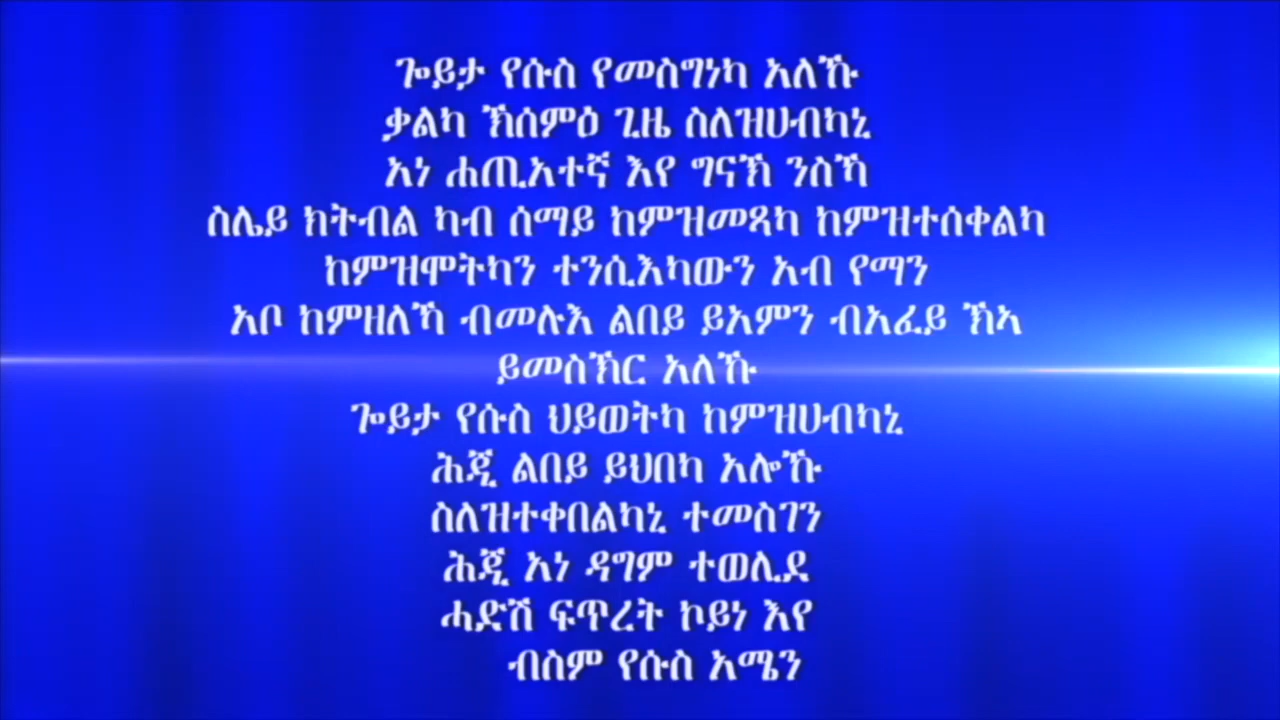 ጐይታ የሱስ የመስግነካ አለኹ
ቃልካ ኽሰምዕ ጊዜ ስለዝሀብካኒ
አነ ሐጢአተኛ እየ ግናኽ ንስኻ
ስሌይ ክትብል ካብ ሰማይ ከምዝመጻካ ከምዝተሰቀልካ
ከምዝሞትካን ተንሲእካውን አብ የማን
አቦ ከምዘለኻ ብመሉእ ልበይ ይአምን ብአፈይ ኽኣ
ይመስኽር አለኹ
ጐይታ የሱስ ህይወትካ ከምዝሀብካኒ
ሕጂ ልበይ ይህበካ አሎኹ
ስለዝተቀበልካኒ ተመስገን
ሕጂ አነ ዳግም ተወሊደ
ሓድሽ ፍጥረት ኮይነ እየ
ብስም የሱስ አሜን